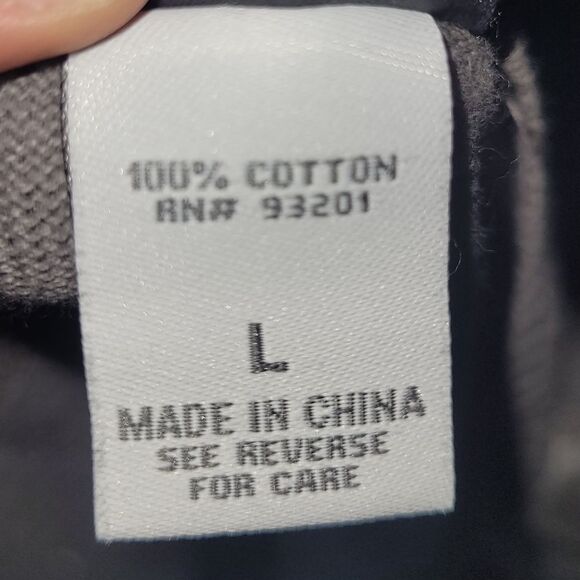 100% COTTON
RN# 93201
L
MADE IN CHINA
SEE REVERSE
FOR CARE